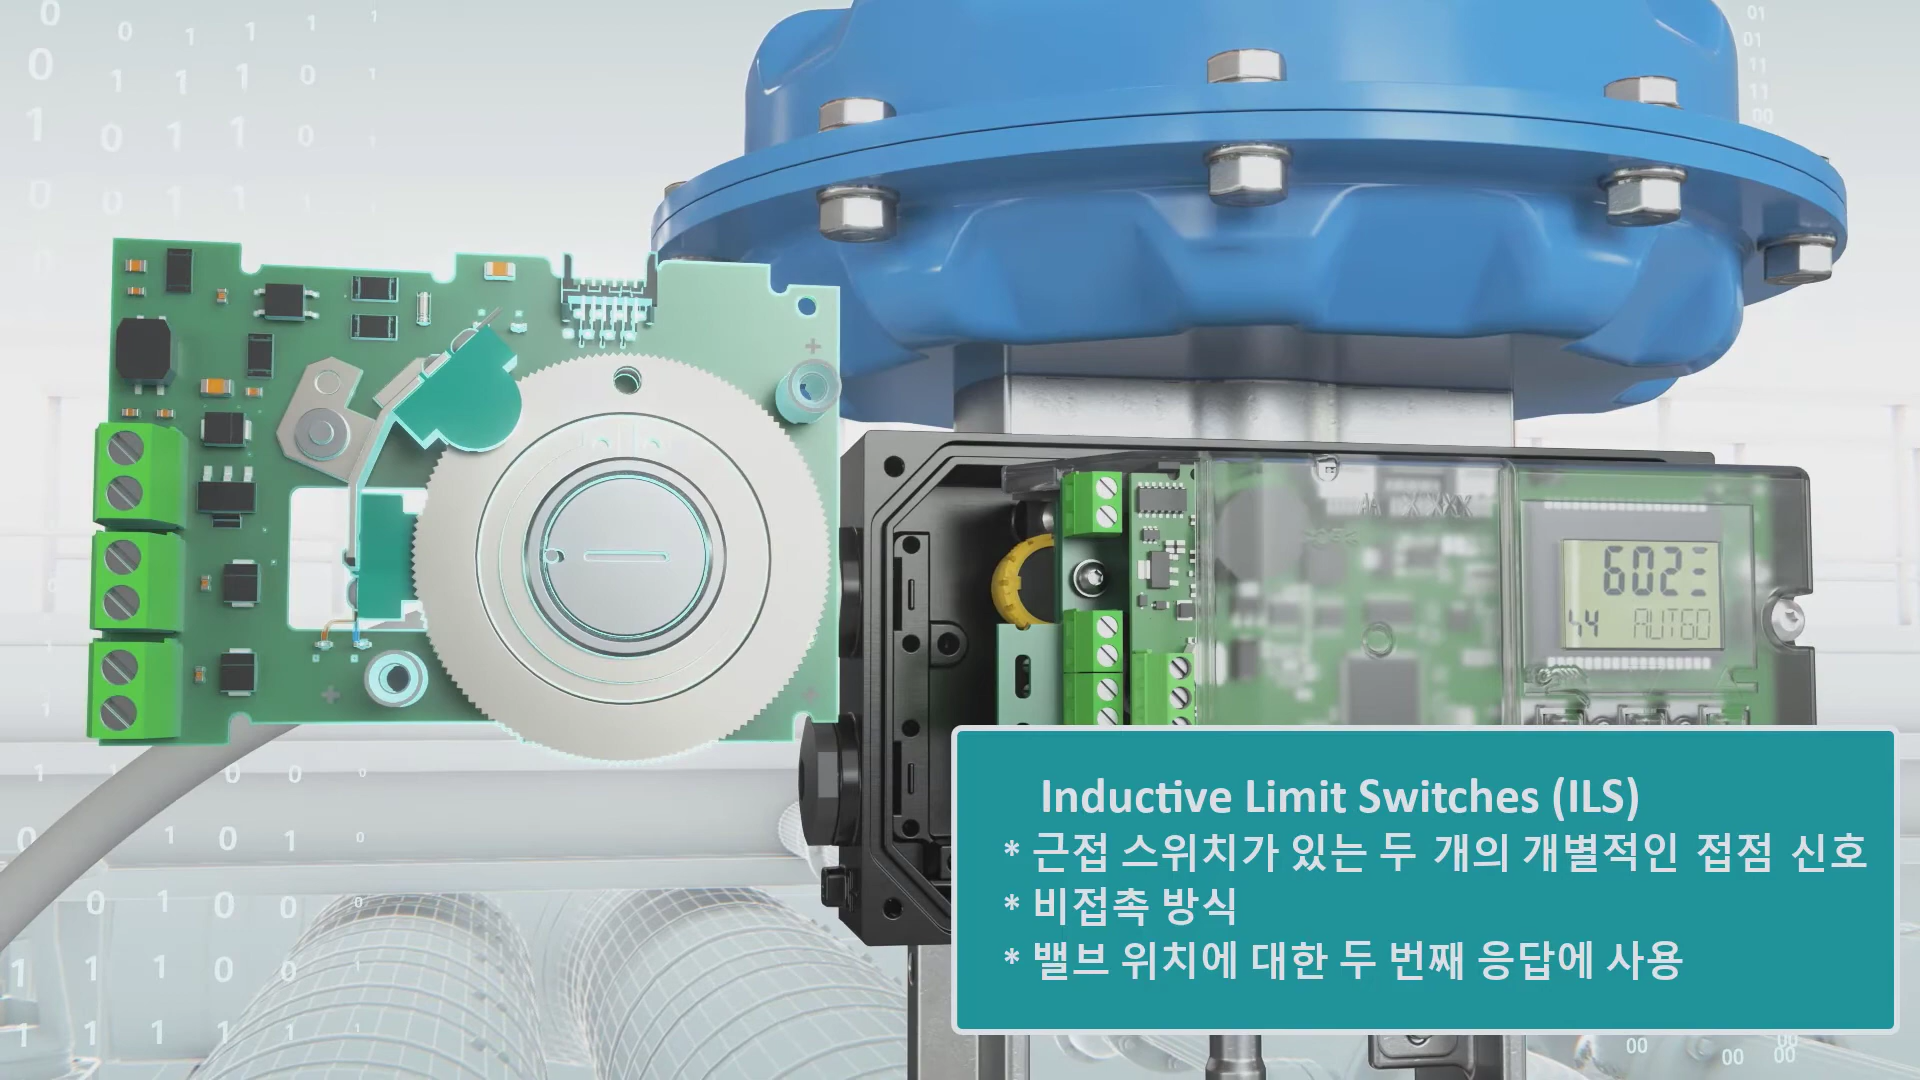 602
44 AUTGO
Inductive Limit Switches (ILS)
* 근접 스위치가 있는 두 개의 개별적인 접점 신호
* 비접촉 방식
* 밸브 위치에 대한 두 번째 응답에 사용